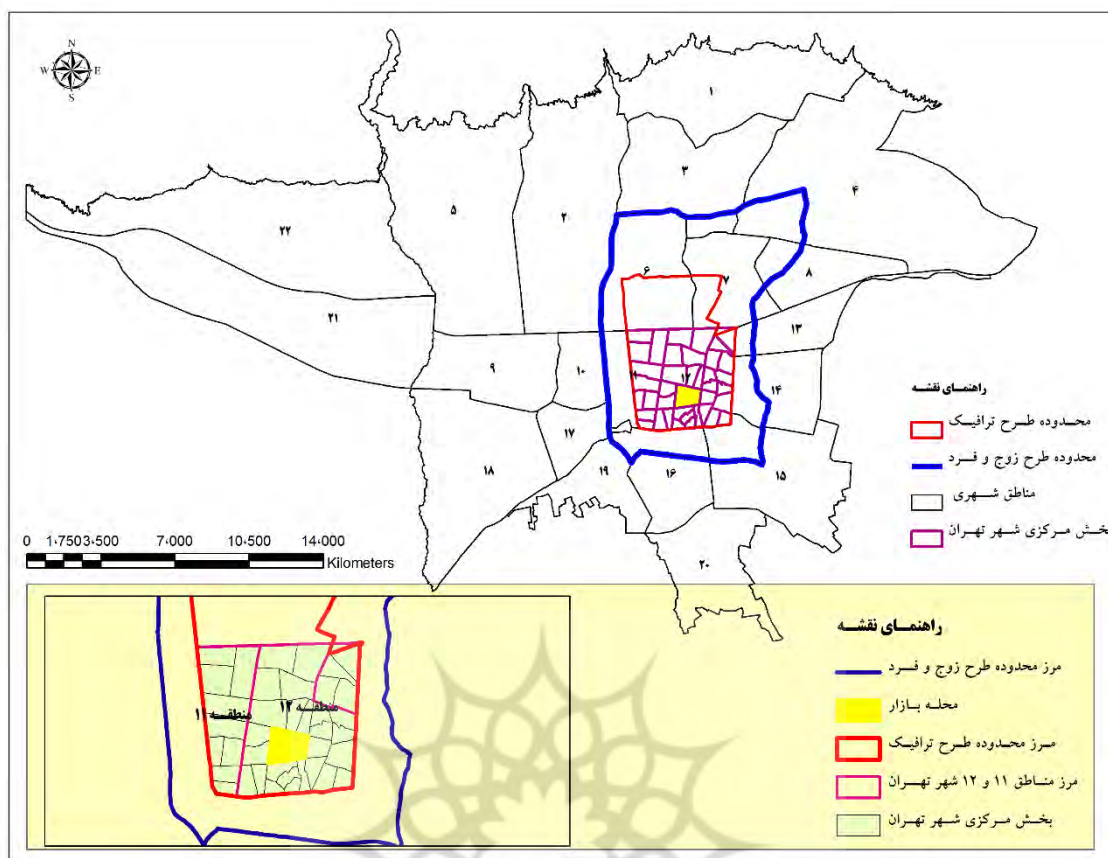 N
W E
S
۱
۳
۴
۵
۲
۲۲
۶
۷
۸
۲۱
۱۳
۹
۱۰
۱۱
۱۲
۱۴
۱۷
۱۸
۱۹
۱۶
۱۵
۲۰
راهنمای نقشه
محدوده طرح ترافیک
محدوده طرح زوج و فرد
مناطق شهری
بخش مرکزی شهر تهران
0 1،750 3،500 7،000 10،500 14،000
Kilometers
منطقه ۱۲
منطقه ۱۱
راهنمای نقشه
مرز محدوده طرح زوج و فرد
محله بازار
مرز محدوده طرح ترافیک
مرز مناطق ۱۱ و ۱۲ شهر تهران
بخش مرکزی شهر تهران